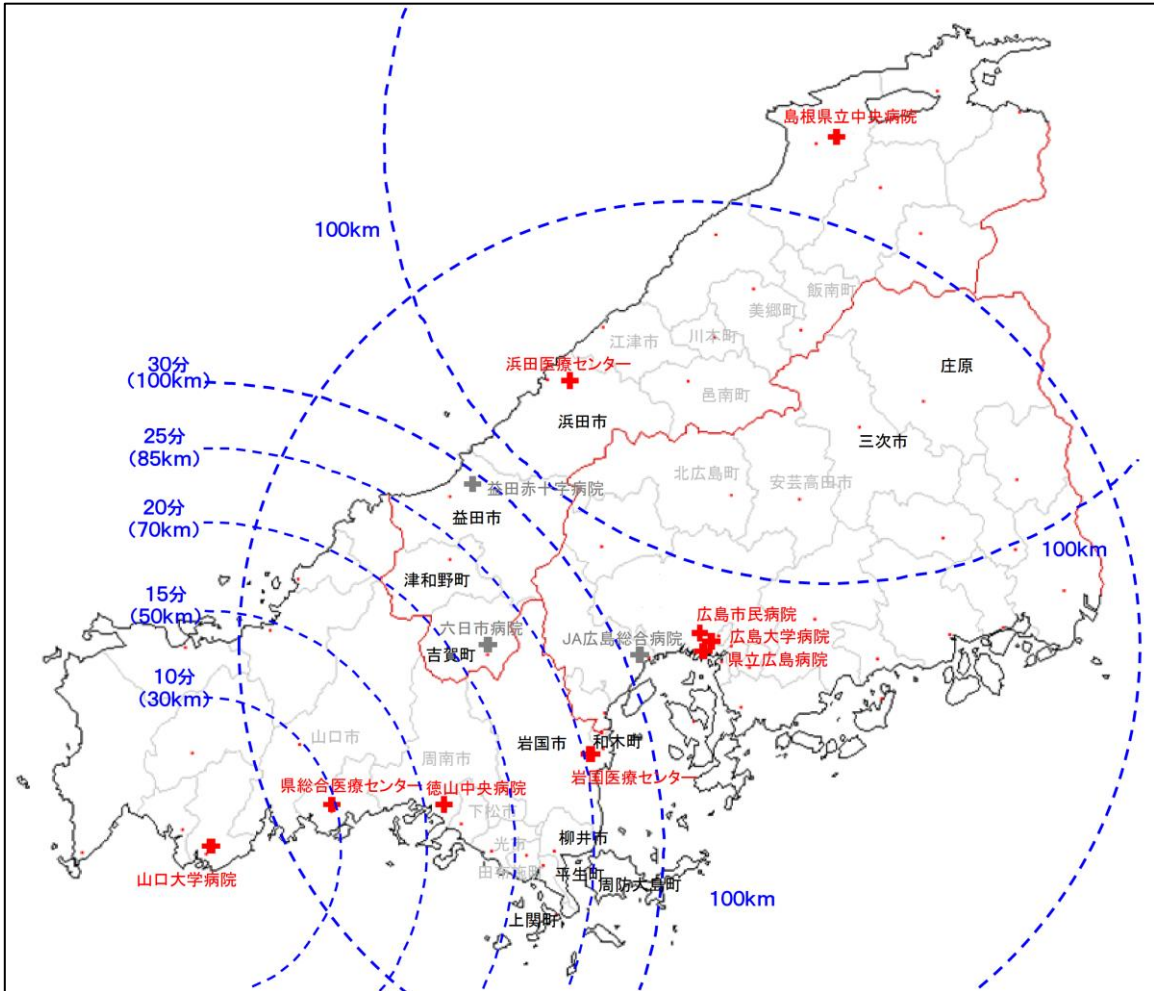 島根県立中央病院
100km
飯南町
美郷町
江津市
川本町
30分
(100km)
浜田医療センター
庄原
邑南町
浜田市
25分
(85km)
三次市
北広島町
安芸高田市
益田赤十字病院
益田市
20分
(70km)
100km
津和野町
15分
(50km)
広島市民病院
六日市病院
JA広島総合病院
広島大学病院
県立広島病院
吉賀町
10分
(30km)
山口市
周南市
岩国市
和木町
岩国医療センター
県総合医療センター
徳山中央病院
下松市
柳井市
光市
由布施町
平生町
周防大島町
山口大学病院
100km
上関町